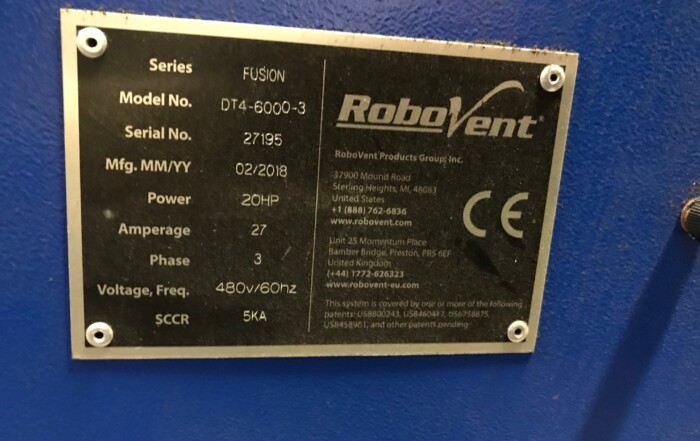 Series FUSION
Model No. DT4-6000-3
Serial No. 27195
Mfg. MM/YY 02/2018
Power 20HP
Amperage 27
Phase 3
Voltage, Freq. 480v/60hz
SCCR 5KA
RoboVent®
RoboVent Products Group, Inc.
37900 Mound Road
Sterling Heights, MI, 48083
United States
+1 (888) 762-6836
www.robovent.com
Unit 25 Momentum Place
Bamber Bridge, Preston, PR5 6EF
United Kingdom
(+44) 1772-626323
www.robovent-eu.com
CE
This system is covered by one or more of the following
patents: US8800243, US8460417, US6758875,
US8458901, and other patents pending